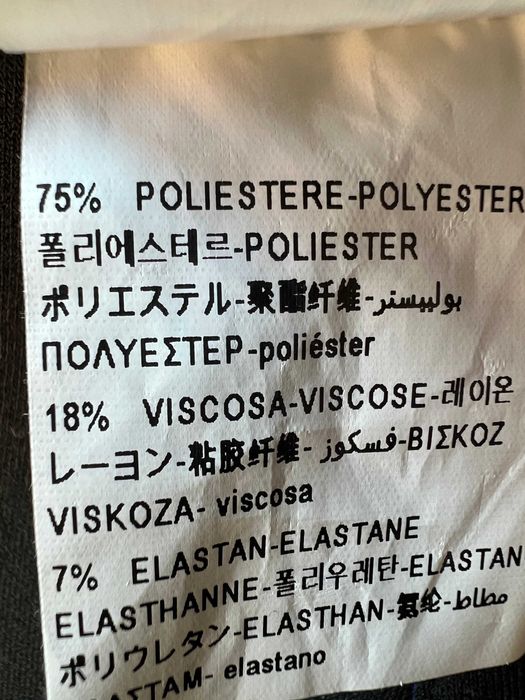 75% POLIESTERE-POLYESTER
폴리에스테르-POLIESTER
ポリエステル-聚酯纤维-بوليستر
ΠΟΛΥΕΣΤΕΡ-poliéster
18% VISCOSA-VISCOSE-레이온
レーヨン-粘胶纤维- فسكوز-ΒΙΣΚΟΖ
VISKOZA- viscosa
7% ELASTAN-ELASTANE
ELASTHANNE-폴리우레탄-ELASTAN
ポリウレタン-ELASTHAN-氨纶-مطاط
elastano